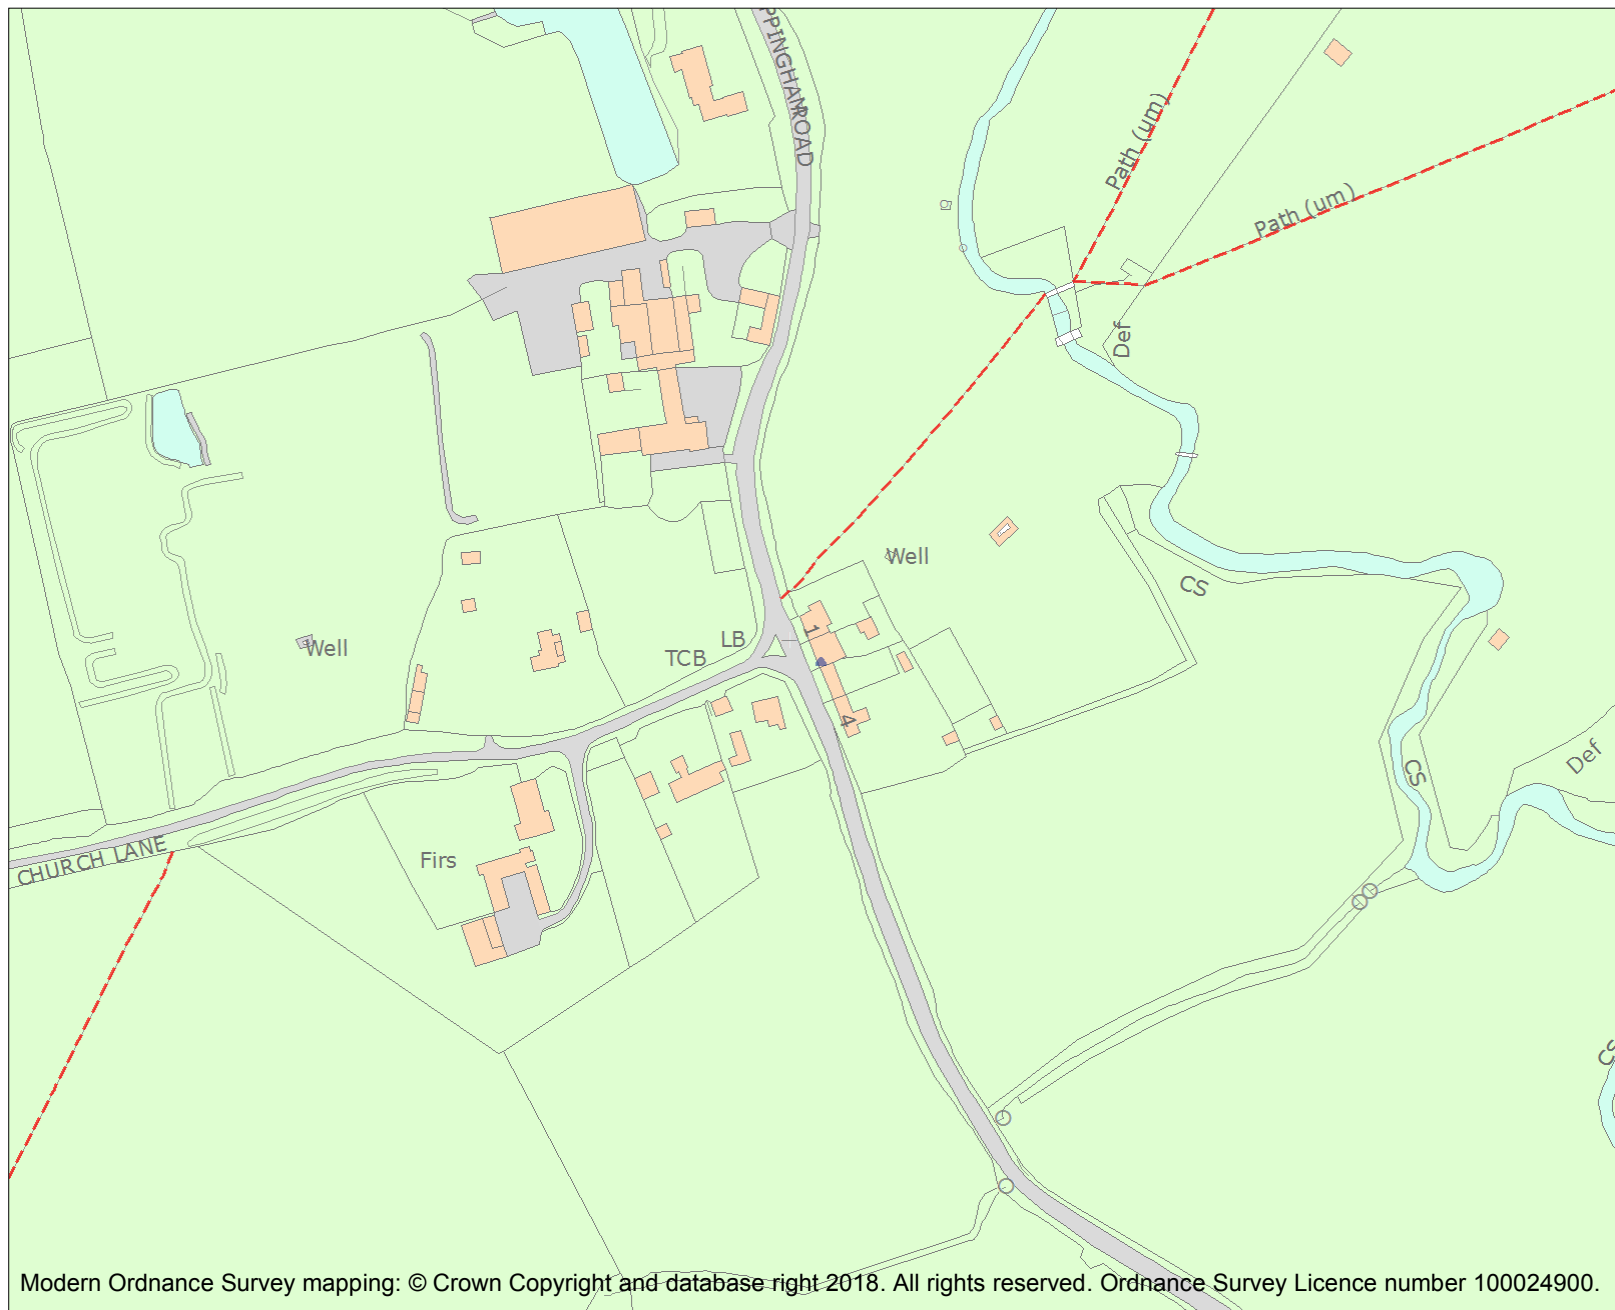 PPINGHAM ROAD
Path (um)
Path (um)
Def
Well
CS
1
LB
TCB
Well
4
Def
CS
Firs
CHURCH LANE
CS
Modern Ordnance Survey mapping: © Crown Copyright and database right 2018. All rights reserved. Ordnance Survey Licence number 100024900.